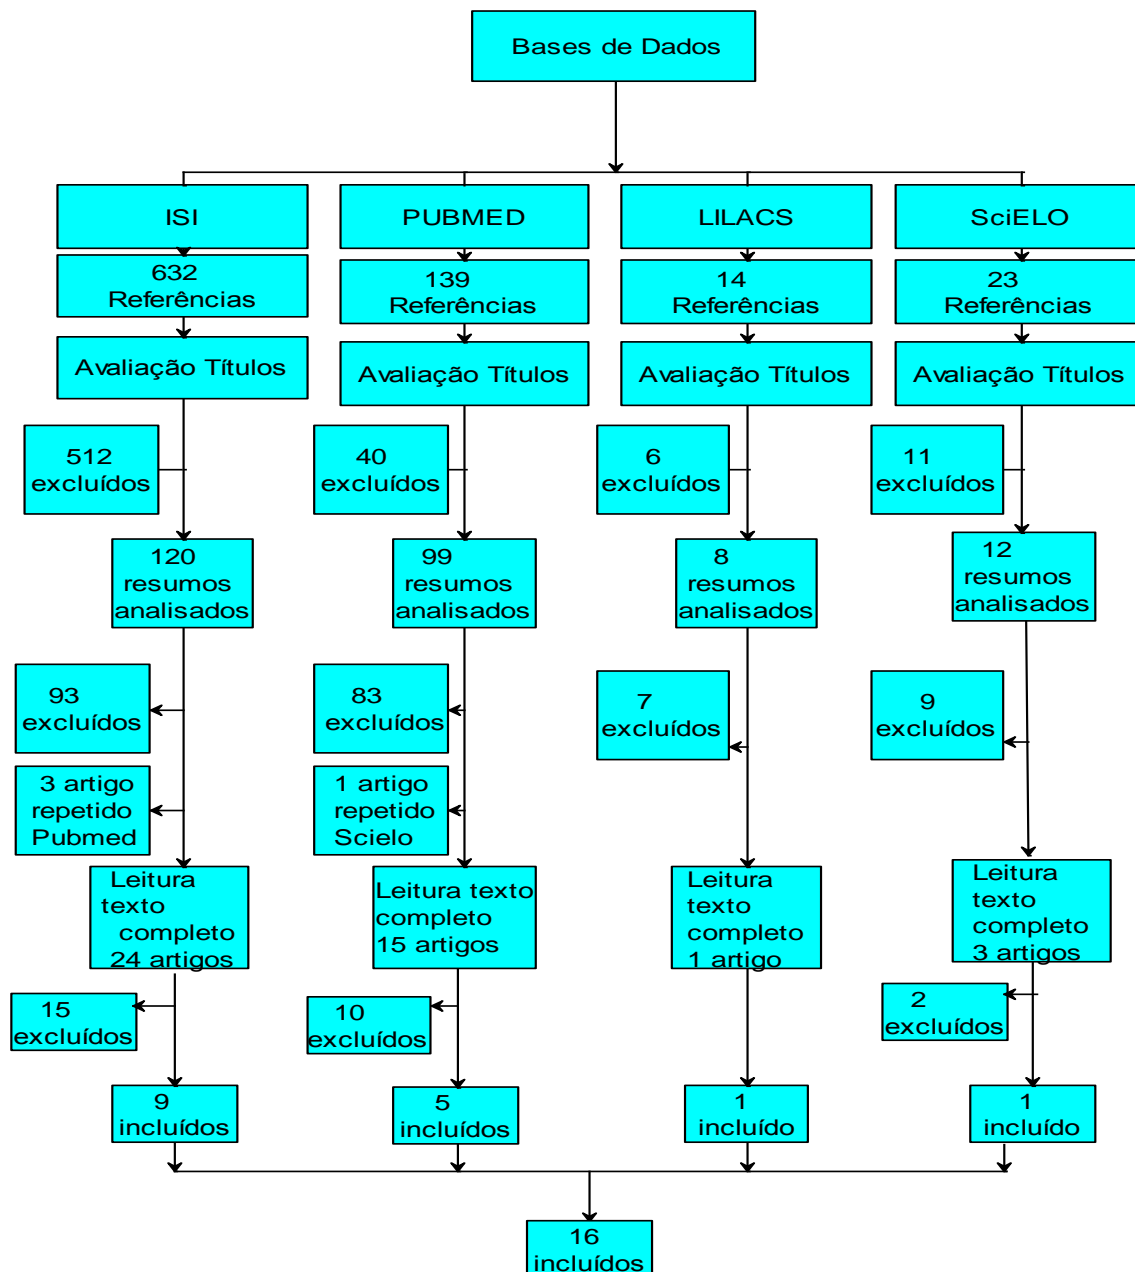 Bases de Dados
ISI
PUBMED
LILACS
SciELO
632
Referências
139
Referências
14
Referências
23
Referências
Avaliação Títulos
Avaliação Títulos
Avaliação Títulos
Avaliação Títulos
512
excluídos
40
excluídos
6
excluídos
11
excluídos
120
resumos
analisados
99
resumos
analisados
8
resumos
analisados
12
resumos
analisados
93
excluídos
83
excluídos
7
excluídos
9
excluídos
3 artigo
repetido
Pubmed
1 artigo
repetido
Scielo
Leitura
texto
completo
24 artigos
Leitura texto
completo
15 artigos
Leitura
texto
completo
1 artigo
Leitura
texto
completo
3 artigos
15
excluídos
10
excluídos
2
excluídos
9
incluídos
5
incluídos
1
incluído
1
incluído
16
incluídos